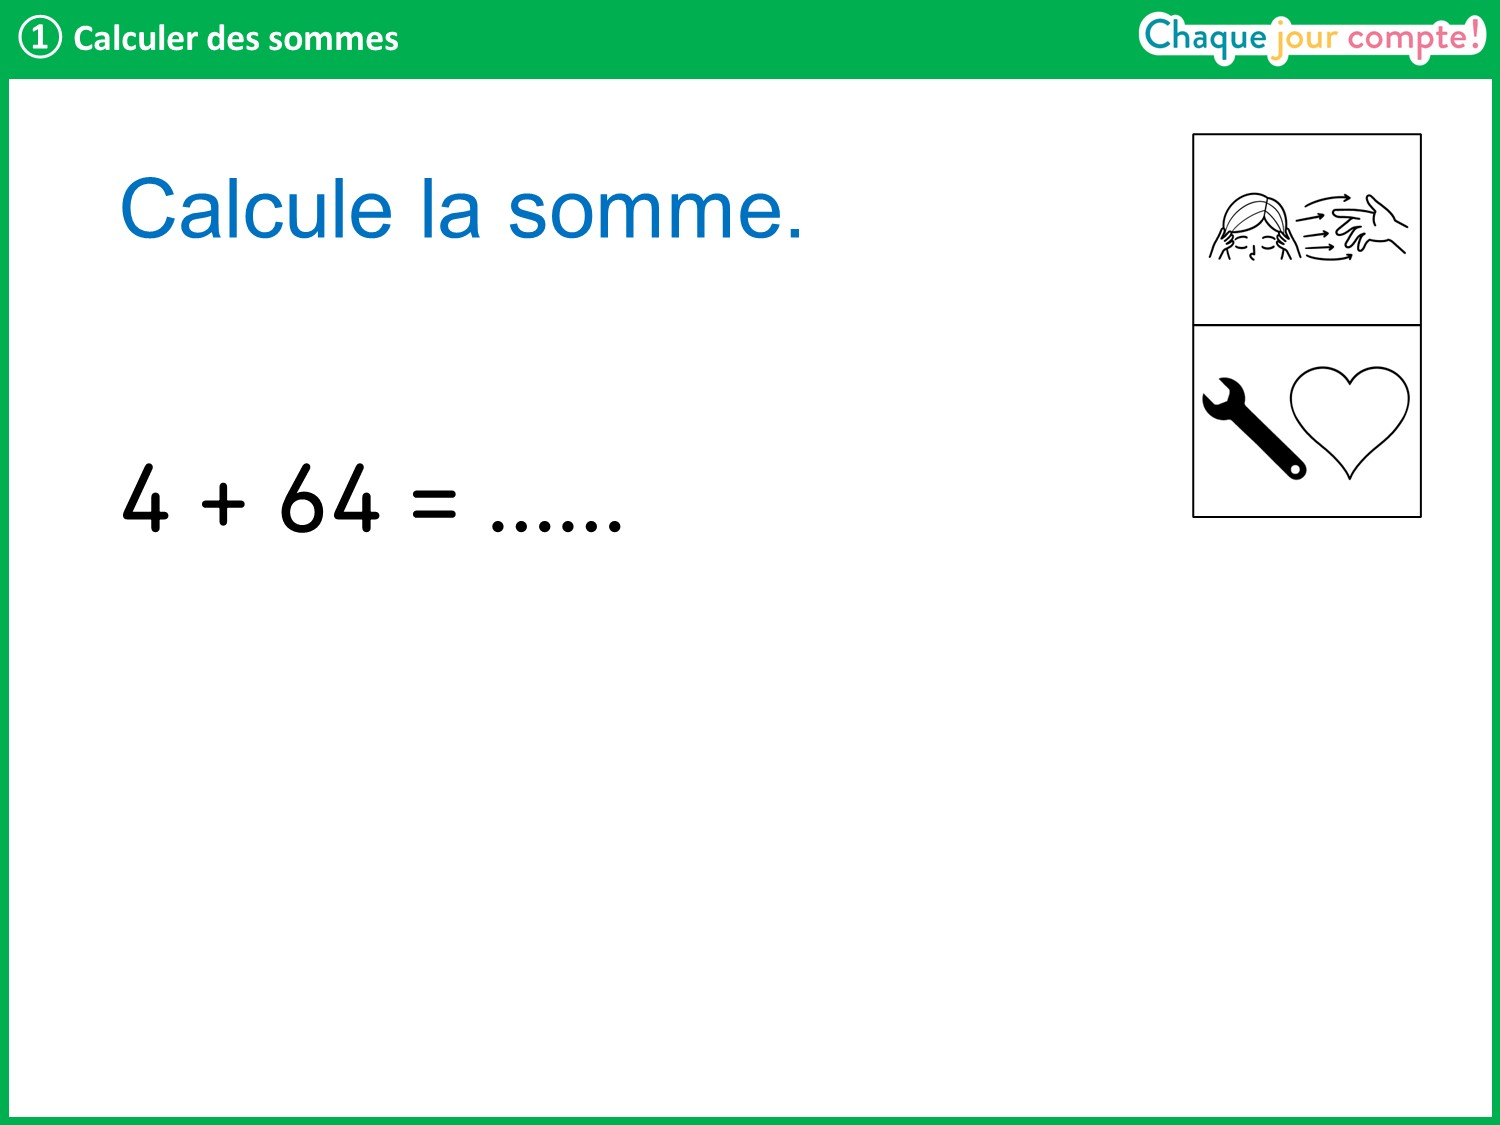 ① Calculer des sommes
Chaque jour compte!
Calcule la somme.
4 + 64 = ......